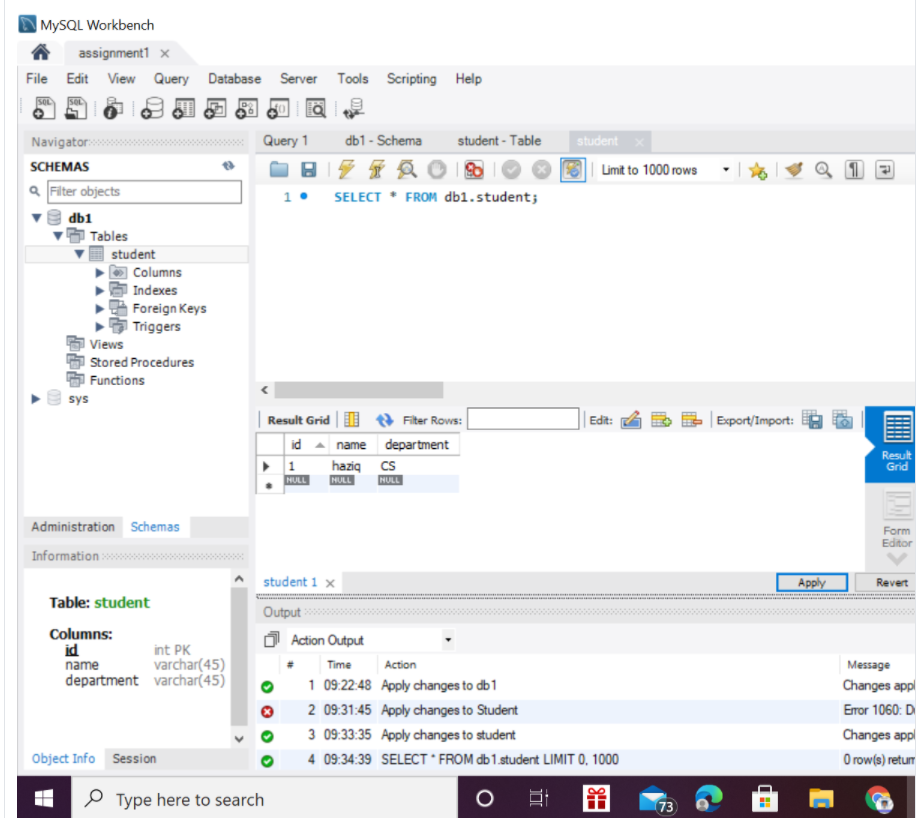 MySQL Workbench
assignment1
File Edit View Query Database Server Tools Scripting Help
Navigator
SCHEMAS
Filter objects
db1
Tables
student
Columns
Indexes
Foreign Keys
Triggers
Views
Stored Procedures
Functions
sys
Administration Schemas
Information
Table: student
Columns:
id int PK
name varchar(45)
department varchar(45)
Object Info Session
Query 1 db1 - Schema student - Table student
Limit to 1000 rows
1 SELECT * FROM db1.student;
Result Grid Filter Rows: Edit: Export/Import:
id name department
1 haziq CS
NULL NULL NULL
Result
Grid
Form
Editor
student 1 Apply Revert
Output
Action Output
# Time Action Message
1 09:22:48 Apply changes to db1 Changes appl
2 09:31:45 Apply changes to Student Error 1060: D
3 09:33:35 Apply changes to student Changes appl
4 09:34:39 SELECT * FROM db1.student LIMIT 0, 1000 0 row(s) return
Type here to search
73